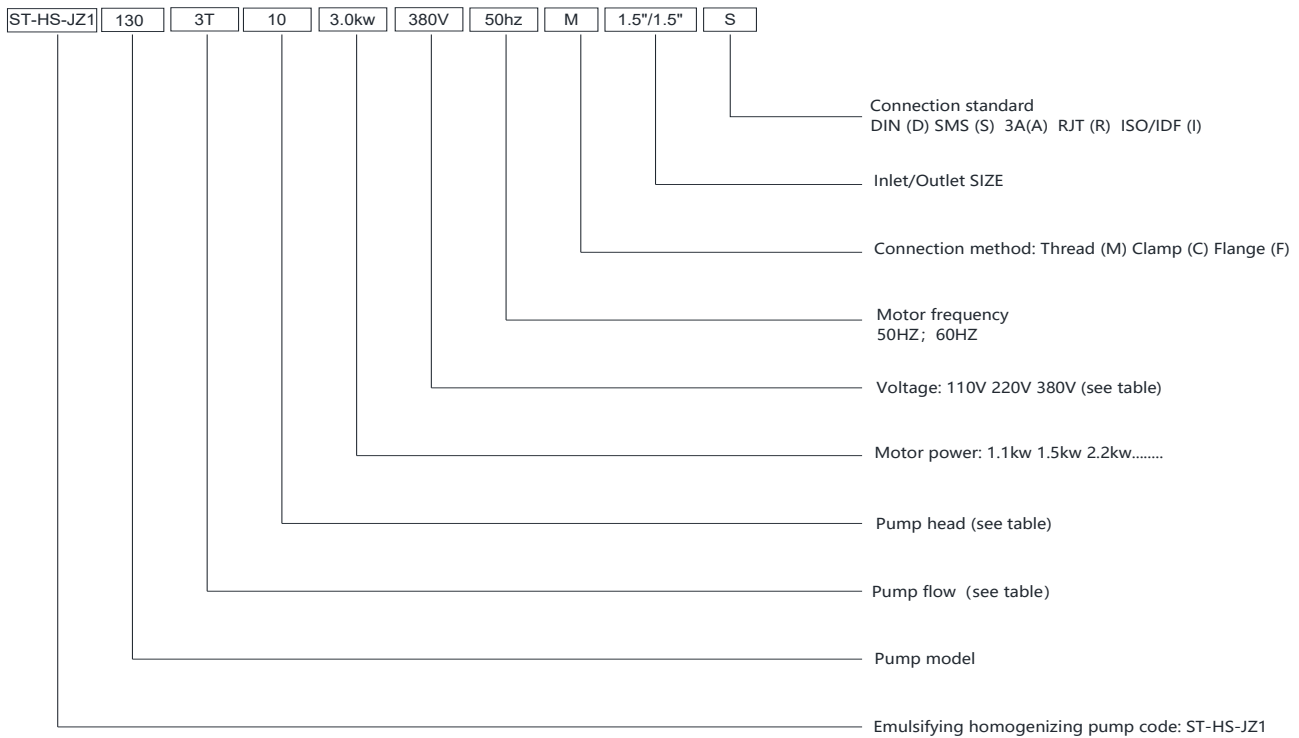 ST-HS-JZ1 130 3T 10 3.0kw 380V 50hz M 1.5"/1.5" S
Connection standard
DIN (D) SMS (S) 3A(A) RJT (R) ISO/IDF (I)
Inlet/Outlet SIZE
Connection method: Thread (M) Clamp (C) Flange (F)
Motor frequency
50HZ；60HZ
Voltage: 110V 220V 380V (see table)
Motor power: 1.1kw 1.5kw 2.2kw........
Pump head (see table)
Pump flow（see table）
Pump model
Emulsifying homogenizing pump code: ST-HS-JZ1